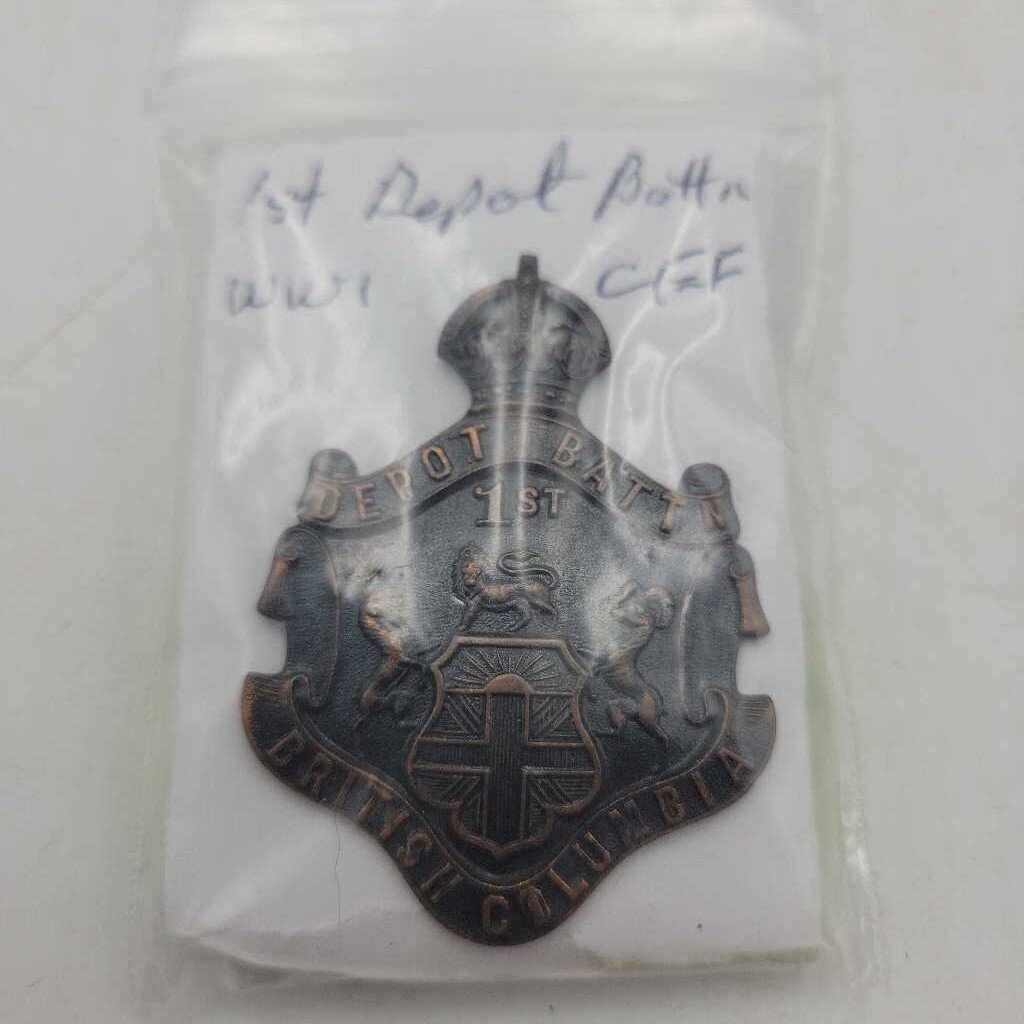 1st Depot Battn
WW1 CEF
DEPOT BATTN
1ST
BRITISH COLUMBIA